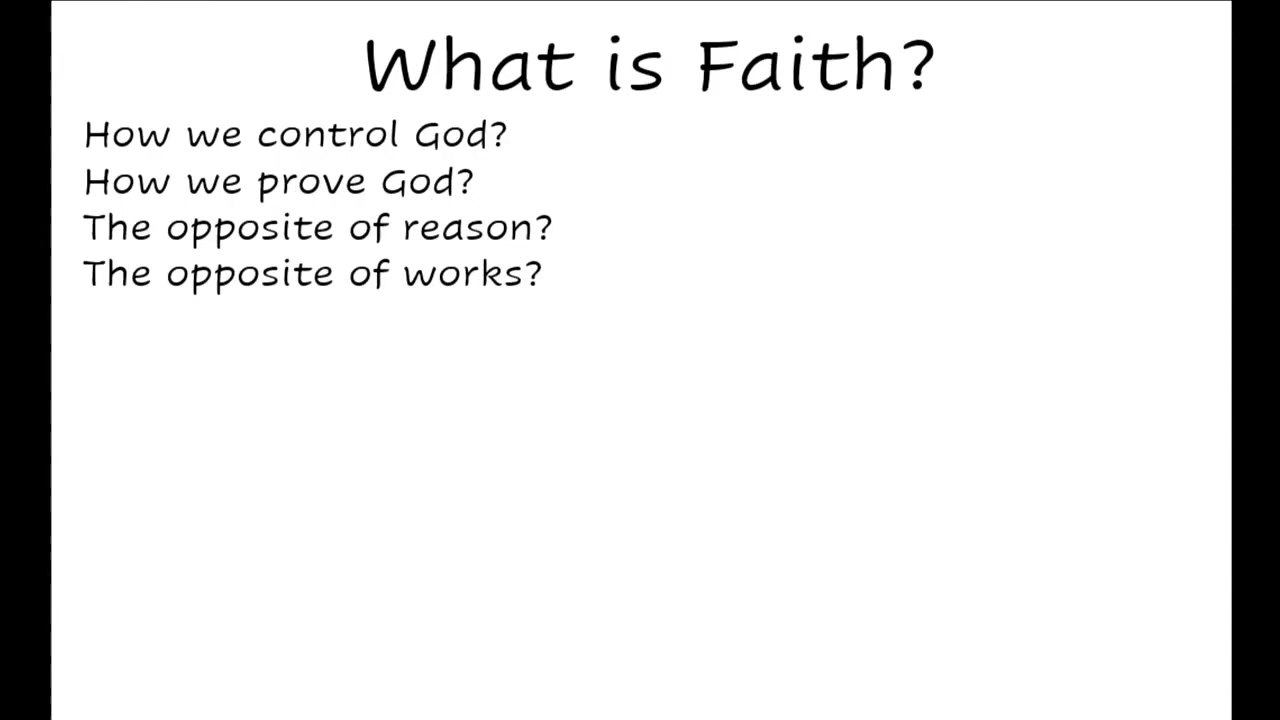 What is Faith?
How we control God?
How we prove God?
The opposite of reason?
The opposite of works?